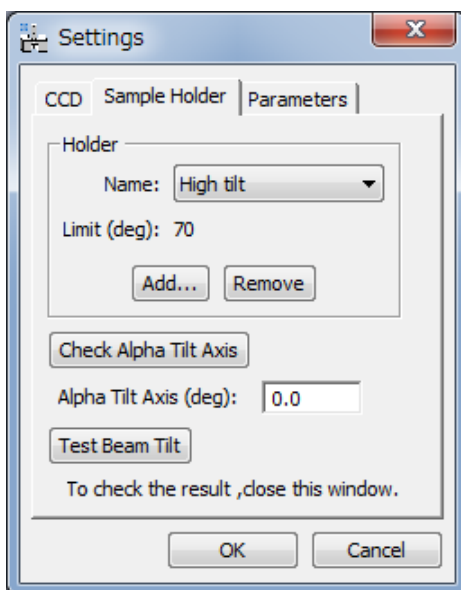 Settings
CCD Sample Holder Parameters
Holder
Name: High tilt
Limit (deg): 70
Add... Remove
Check Alpha Tilt Axis
Alpha Tilt Axis (deg): 0.0
Test Beam Tilt
To check the result ,close this window.
OK Cancel